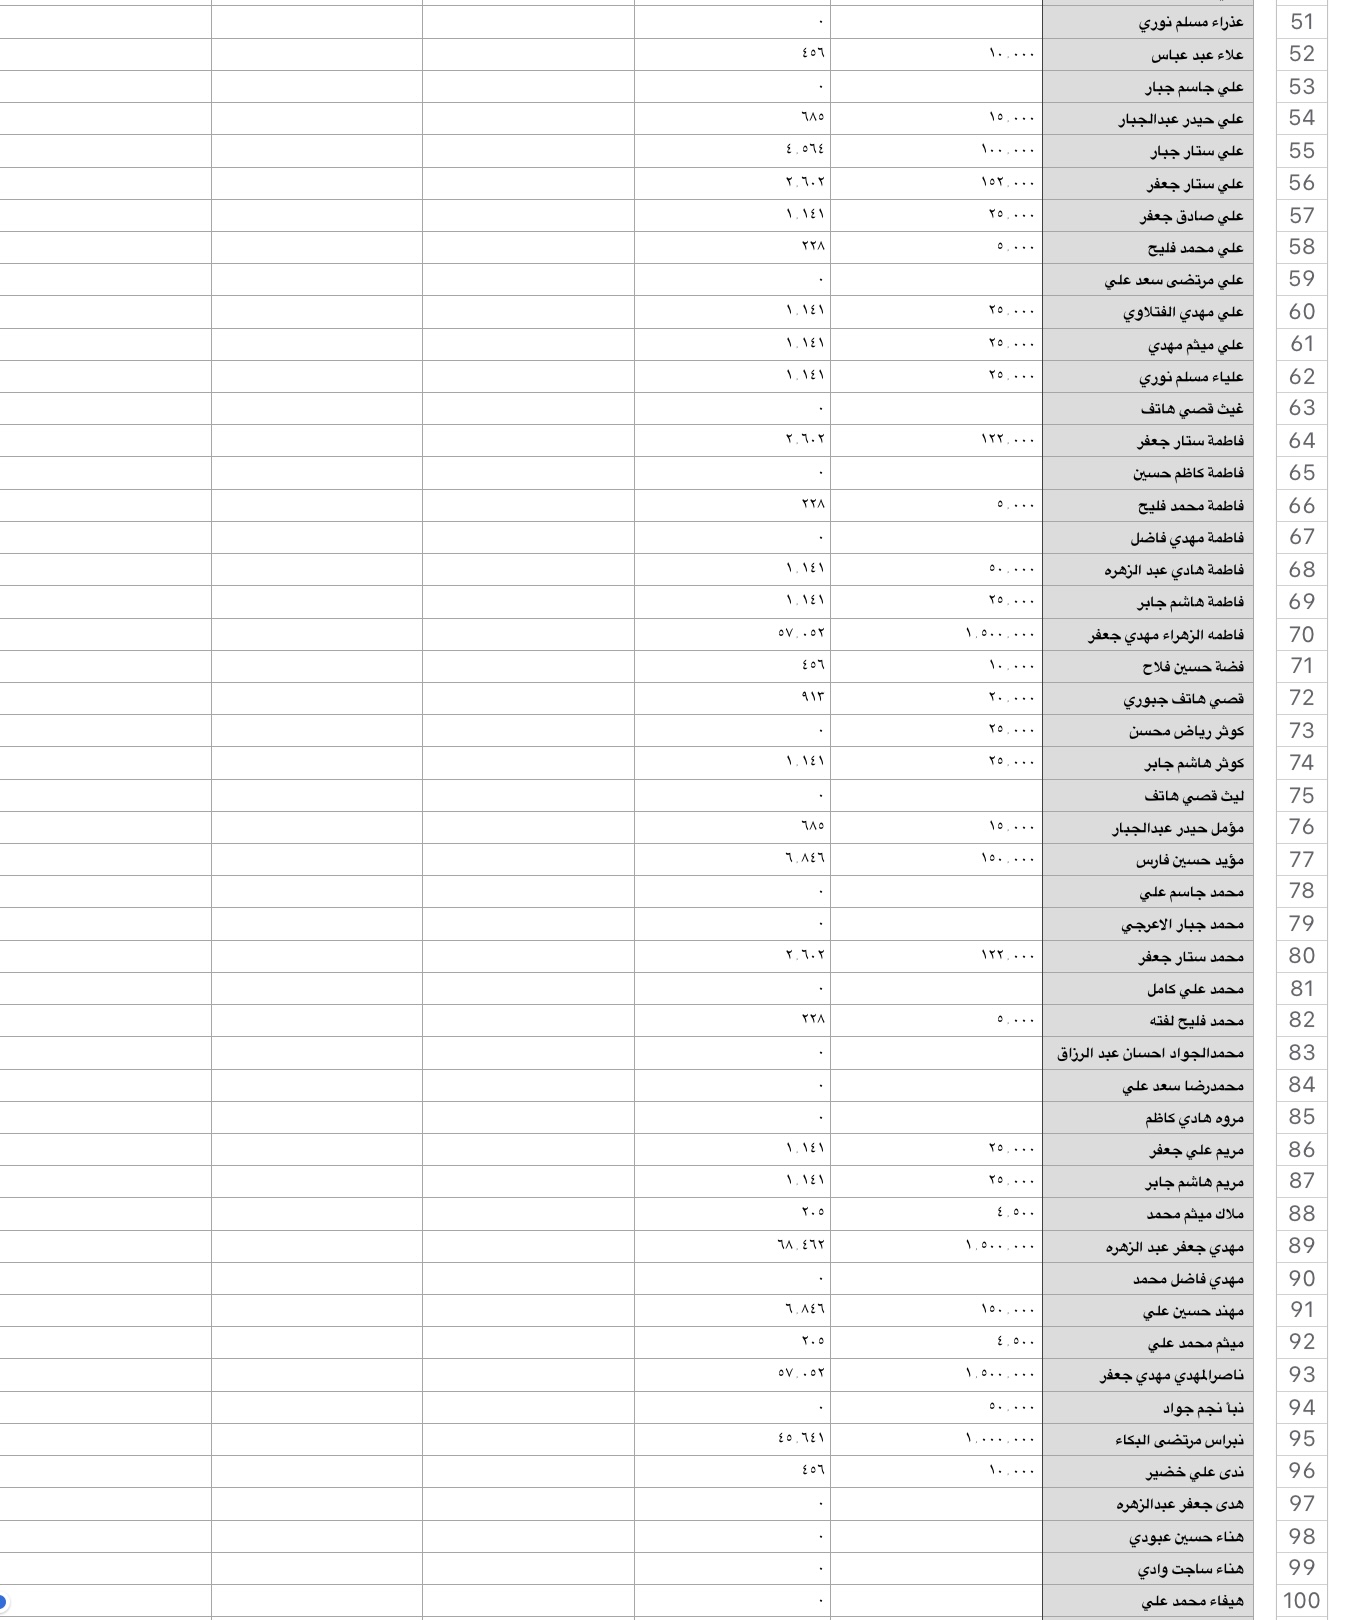 51 عذراء مسلم نوري ٠
52 علاء عبد عباس ١٠.٠٠٠ ٤٥٦
53 علي جاسم جبار ٠
54 علي حيدر عبدالجبار ١٥.٠٠٠ ٦٨٥
55 علي ستار جبار ١٠٠.٠٠٠ ٤.٥٦٤
56 علي ستار جعفر ١٥٢.٠٠٠ ٢.٦٠٢
57 علي صادق جعفر ٢٥.٠٠٠ ١.١٤١
58 علي محمد فليح ٥.٠٠٠ ٢٢٨
59 علي مرتضى سعد علي ٠
60 علي مهدي الفتلاوي ٢٥.٠٠٠ ١.١٤١
61 علي ميثم مهدي ٢٥.٠٠٠ ١.١٤١
62 علياء مسلم نوري ٢٥.٠٠٠ ١.١٤١
63 غيث قصي هاتف ٠
64 فاطمة ستار جعفر ١٢٢.٠٠٠ ٢.٦٠٢
65 فاطمة كاظم حسين ٠
66 فاطمة محمد فليح ٥.٠٠٠ ٢٢٨
67 فاطمة مهدي فاضل ٠
68 فاطمة هادي عبد الزهره ٥٠.٠٠٠ ١.١٤١
69 فاطمة هاشم جابر ٢٥.٠٠٠ ١.١٤١
70 فاطمه الزهراء مهدي جعفر ١.٥٠٠.٠٠٠ ٥٧.٠٥٢
71 فضة حسين فلاح ١٠.٠٠٠ ٤٥٦
72 قصي هاتف جبوري ٢٠.٠٠٠ ٩١٣
73 كوثر رياض محسن ٢٥.٠٠٠ ٠
74 كوثر هاشم جابر ٢٥.٠٠٠ ١.١٤١
75 ليث قصي هاتف ٠
76 مؤمل حيدر عبدالجبار ١٥.٠٠٠ ٦٨٥
77 مؤيد حسين فارس ١٥٠.٠٠٠ ٦.٨٤٦
78 محمد جاسم علي ٠
79 محمد جبار الاعرجي ٠
80 محمد ستار جعفر ١٢٢.٠٠٠ ٢.٦٠٢
81 محمد علي كامل ٠
82 محمد فليح لفته ٥.٠٠٠ ٢٢٨
83 محمدالجواد احسان عبد الرزاق ٠
84 محمدرضا سعد علي ٠
85 مروه هادي كاظم ٠
86 مريم علي جعفر ٢٥.٠٠٠ ١.١٤١
87 مريم هاشم جابر ٢٥.٠٠٠ ١.١٤١
88 ملاك ميثم محمد ٤.٥٠٠ ٢٠٥
89 مهدي جعفر عبد الزهره ١.٥٠٠.٠٠٠ ٦٨.٤٦٢
90 مهدي فاضل محمد ٠
91 مهند حسين علي ١٥٠.٠٠٠ ٦.٨٤٦
92 ميثم محمد علي ٤.٥٠٠ ٢٠٥
93 ناصرالمهدي مهدي جعفر ١.٥٠٠.٠٠٠ ٥٧.٠٥٢
94 نبأ نجم جواد ٥٠.٠٠٠ ٠
95 نبراس مرتضى البكاء ١.٠٠٠.٠٠٠ ٤٥.٦٤١
96 ندى علي خضير ١٠.٠٠٠ ٤٥٦
97 هدى جعفر عبدالزهره ٠
98 هناء حسين عبودي ٠
99 هناء ساجت وادي ٠
100 هيفاء محمد علي ٠